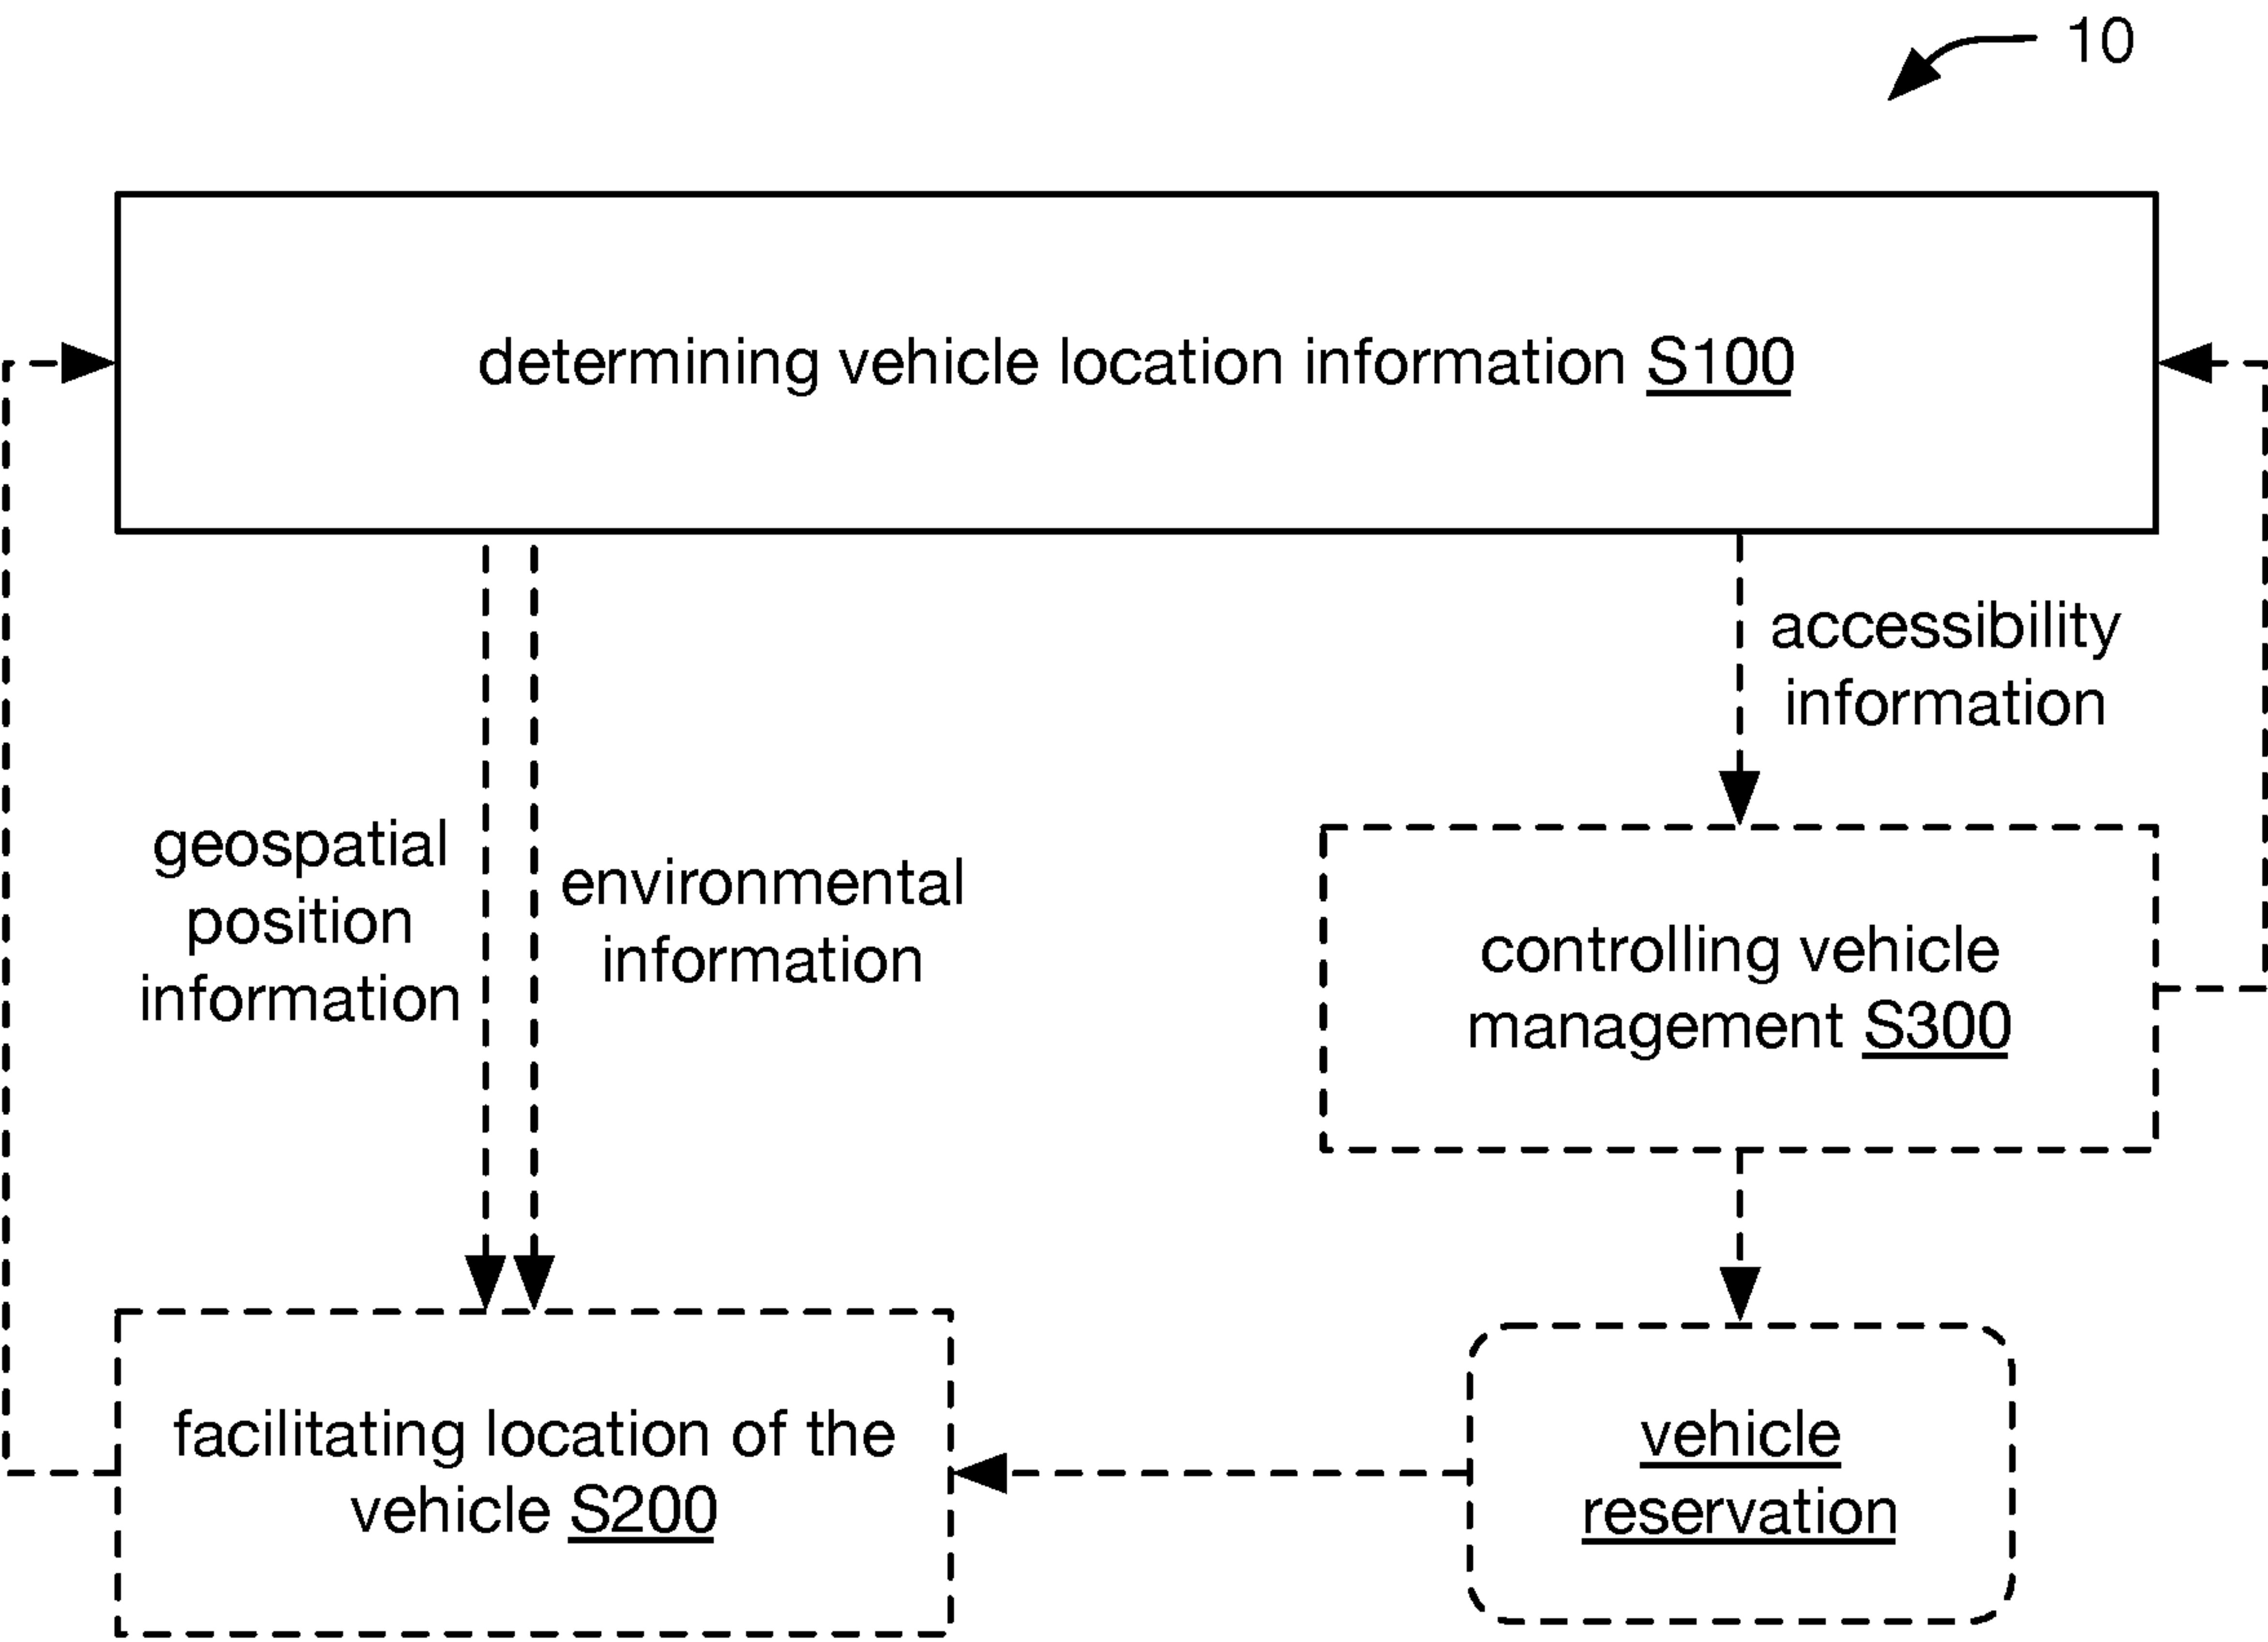 10
determining vehicle location information S100
accessibility
information
geospatial
position
information
environmental
information
controlling vehicle
management S300
facilitating location of the
vehicle S200
vehicle
reservation